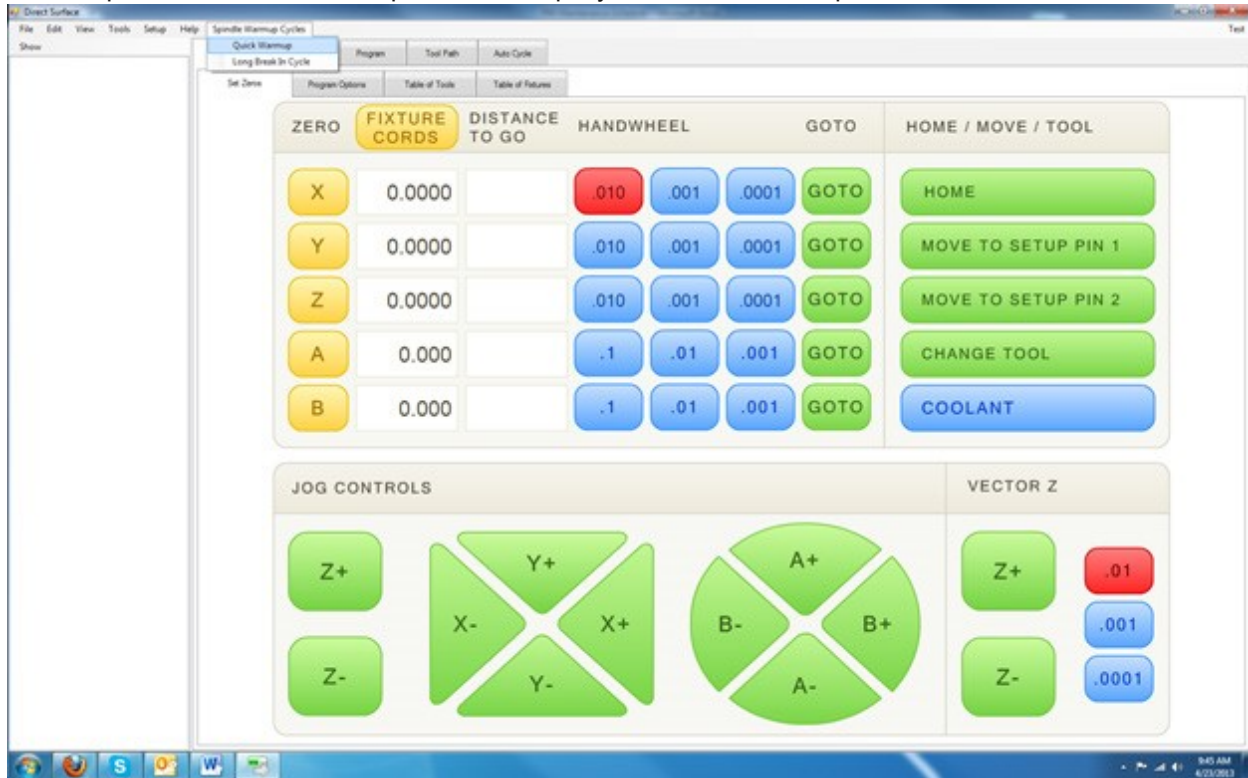 Direct Surface
File Edit View Tools Setup Help Spindle Warmup Cycles Test
Show
Quick Warmup
Long Break In Cycle
Program Tool Path Auto Cycle
Set Zeros Program Options Table of Tools Table of Fixtures
ZERO FIXTURE CORDS DISTANCE TO GO HANDWHEEL GOTO HOME / MOVE / TOOL
X 0.0000 .010 .001 .0001 GOTO HOME
Y 0.0000 .010 .001 .0001 GOTO MOVE TO SETUP PIN 1
Z 0.0000 .010 .001 .0001 GOTO MOVE TO SETUP PIN 2
A 0.000 .1 .01 .001 GOTO CHANGE TOOL
B 0.000 .1 .01 .001 GOTO COOLANT
JOG CONTROLS VECTOR Z
Z+ Y+ A+ Z+ .01
X- X+ B- B+ .001
Z- Y- A- Z- .0001
9:45 AM
4/23/2013